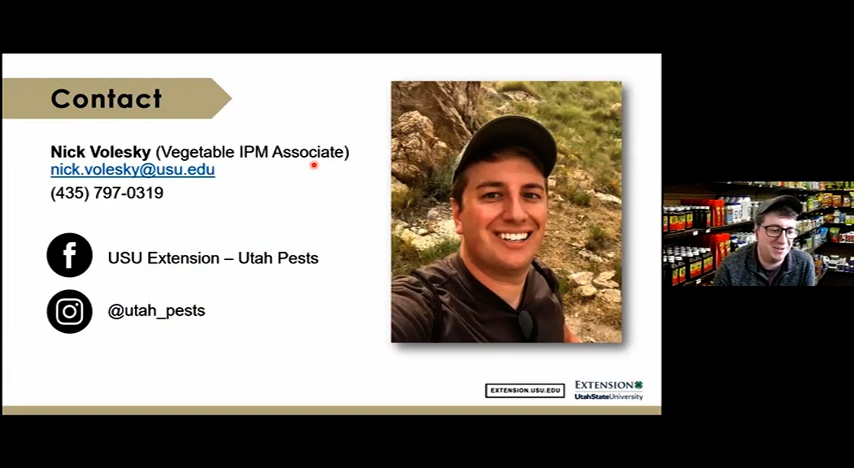 Contact
Nick Volesky (Vegetable IPM Associate)
nick.volesky@usu.edu
(435) 797-0319
USU Extension – Utah Pests
@utah_pests
EXTENSION.USU.EDU
EXTENSION
UtahStateUniversity